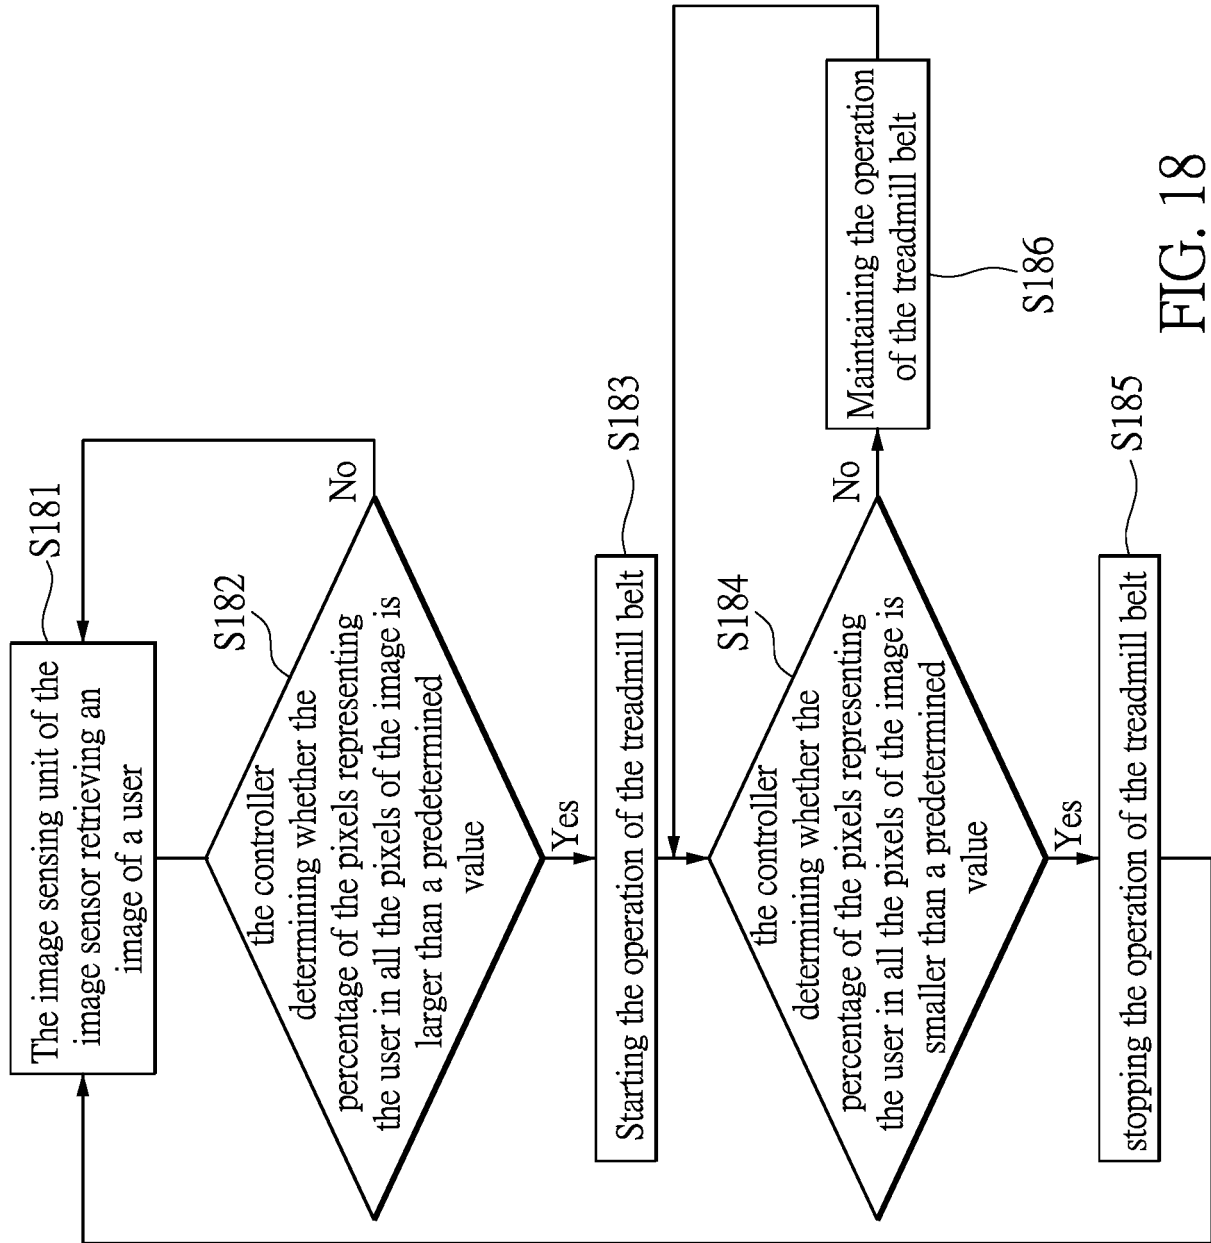 The image sensing unit of the
image sensor retrieving an
image of a user
S181
the controller
determining whether the
percentage of the pixels representing
the user in all the pixels of the image is
larger than a predetermined
value
S182
No
Yes
Starting the operation of the treadmill belt
S183
the controller
determining whether the
percentage of the pixels representing
the user in all the pixels of the image is
smaller than a predetermined
value
S184
No
Maintaining the operation
of the treadmill belt
S186
Yes
stopping the operation of the treadmill belt
S185
FIG. 18